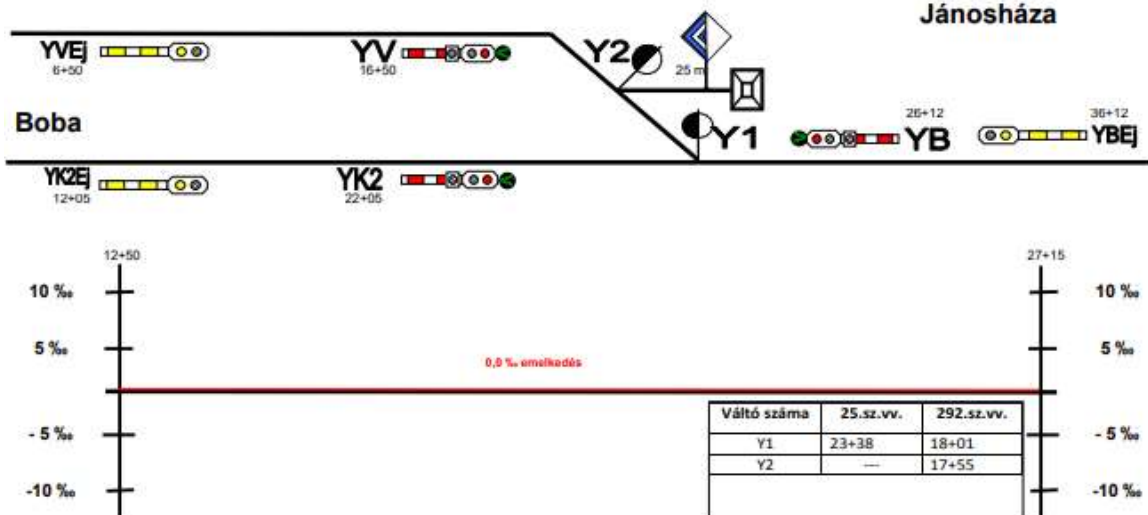 Jánosháza
YVEj
6+50
YV
16+50
Y2
25 m
Boba
Y1
26+12
YB
36+12
YBEj
YK2Ej
12+05
YK2
22+05
12+50
27+15
10 ‰
10 ‰
5 ‰
5 ‰
0,0 ‰ emelkedés
Váltó száma 25.sz.vv. 292.sz.vv.
Y1 23+38 18+01
Y2 --- 17+55
- 5 ‰
- 5 ‰
-10 ‰
-10 ‰